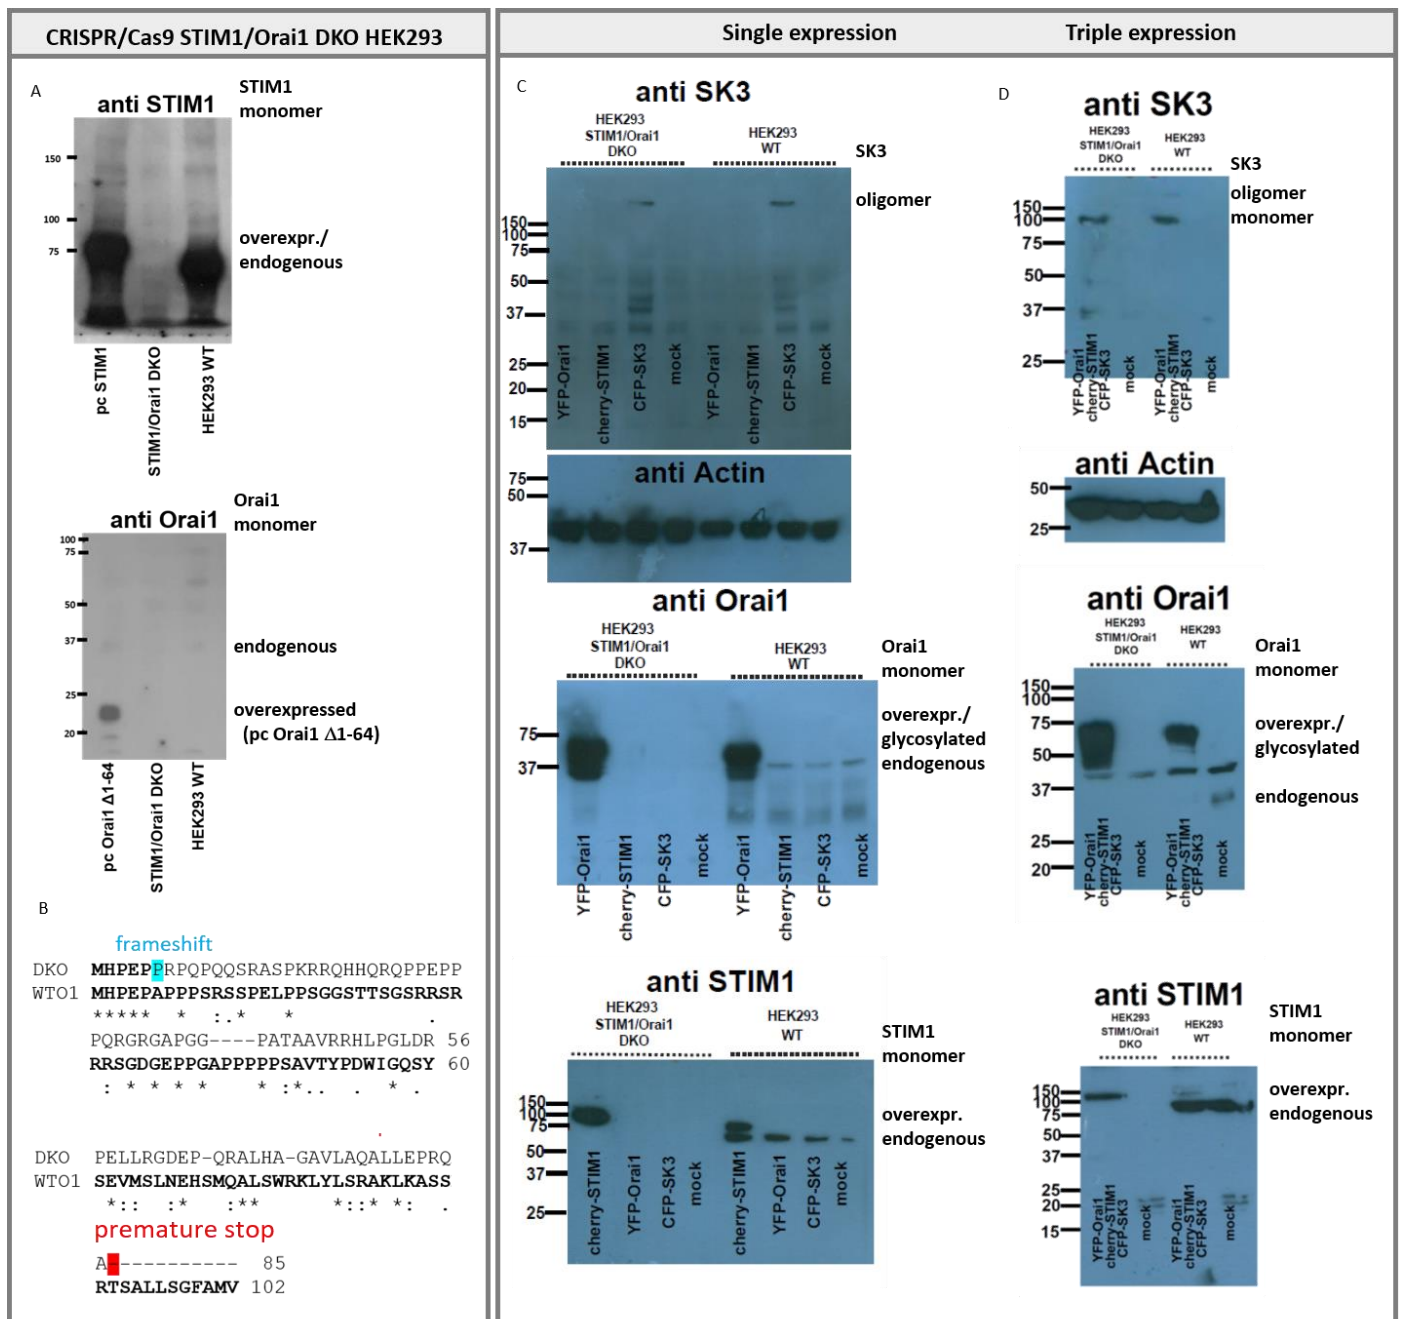 CRISPR/Cas9 STIM1/Orai1 DKO HEK293
A
anti STIM1
STIM1
monomer
150
100
75
overexpr./
endogenous
pc STIM1
STIM1/Orai1 DKO
HEK293 WT
anti Orai1
Orai1
monomer
100
75
50
37
25
20
endogenous
overexpressed
(pc Orai1 Δ1-64)
pc Orai1 Δ1-64
STIM1/Orai1 DKO
HEK293 WT
B
frameshift
DKO MHPEPPRPQPQQSRASPKRRQHHQRQPPEPP
WTO1 MHPEPAPPPSRSSPELPPSGGSTTSGSRRSR
***** * :.* * .
PQRGRGAPGG----PATAAVRRHLPGLDR 56
RRSGDGEPPGAPPPPPSAVTYPDWIGQSY 60
: * * * * :*.. . * .
DKO PELLRGDEP-QRALHA-GAVLAQALLEPRQ
WTO1 SEVMSLNEHSMQALSWRKLYLSRAKLKASS
*:: :* :** *::* *: .
premature stop
A----------- 85
RTSALLSGFAMV 102
Single expression
Triple expression
C
anti SK3
HEK293
STIM1/Orai1
DKO
HEK293
WT
SK3
oligomer
150
100
75
50
37
25
20
15
YFP-Orai1
cherry-STIM1
CFP-SK3
mock
YFP-Orai1
cherry-STIM1
CFP-SK3
mock
anti Actin
75
50
37
anti Orai1
HEK293
STIM1/Orai1
DKO
HEK293
WT
Orai1
monomer
overexpr./
glycosylated
endogenous
75
37
YFP-Orai1
cherry-STIM1
CFP-SK3
mock
YFP-Orai1
cherry-STIM1
CFP-SK3
mock
anti STIM1
HEK293
STIM1/Orai1
DKO
HEK293
WT
STIM1
monomer
overexpr.
endogenous
150
100
75
50
37
25
cherry-STIM1
YFP-Orai1
CFP-SK3
mock
cherry-STIM1
YFP-Orai1
CFP-SK3
mock
D
anti SK3
HEK293
STIM1/Orai1
DKO
HEK293
WT
SK3
oligomer
monomer
150
100
75
50
37
25
YFP-Orai1
cherry-STIM1
CFP-SK3
mock
YFP-Orai1
cherry-STIM1
CFP-SK3
mock
anti Actin
50
25
anti Orai1
HEK293
STIM1/Orai1
DKO
HEK293
WT
Orai1
monomer
overexpr./
glycosylated
endogenous
150
100
75
50
37
25
20
YFP-Orai1
cherry-STIM1
CFP-SK3
mock
YFP-Orai1
cherry-STIM1
CFP-SK3
mock
anti STIM1
HEK293
STIM1/Orai1
DKO
HEK293
WT
STIM1
monomer
overexpr.
endogenous
150
100
75
50
37
25
20
15
YFP-Orai1
cherry-STIM1
CFP-SK3
mock
YFP-Orai1
cherry-STIM1
CFP-SK3
mock